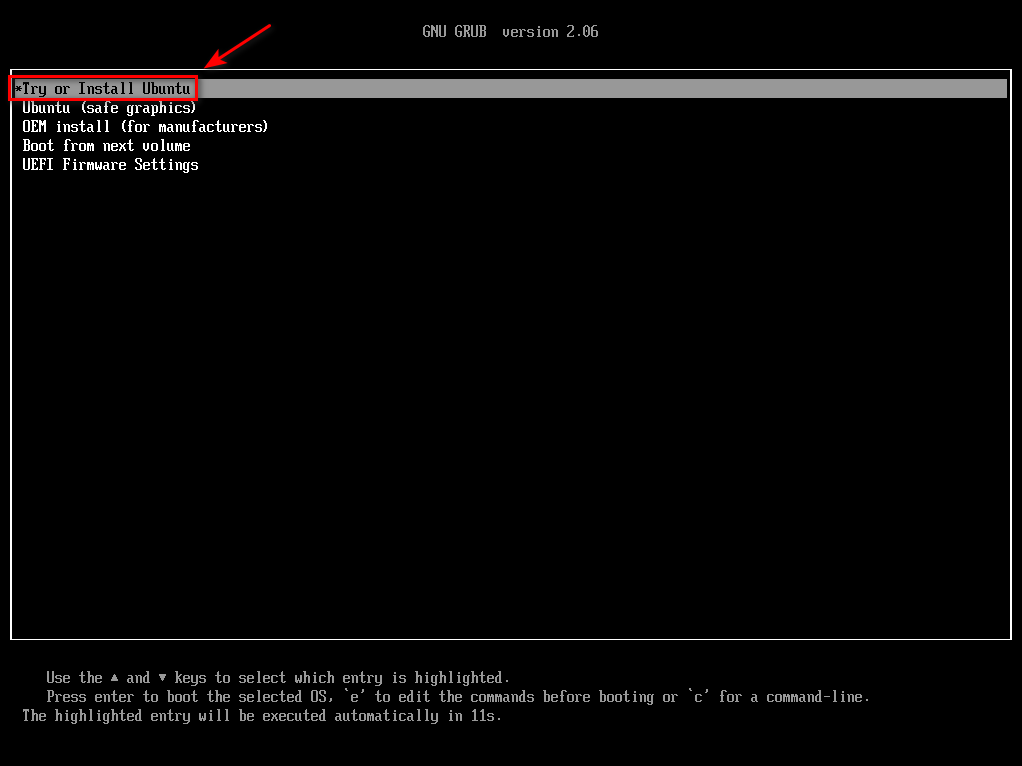 GNU GRUB  version 2.06
*Try or Install Ubuntu
Ubuntu (safe graphics)
OEM install (for manufacturers)
Boot from next volume
UEFI Firmware Settings
Use the ▲ and ▼ keys to select which entry is highlighted.
Press enter to boot the selected OS, `e' to edit the commands before booting or `c' for a command-line.
The highlighted entry will be executed automatically in 11s.